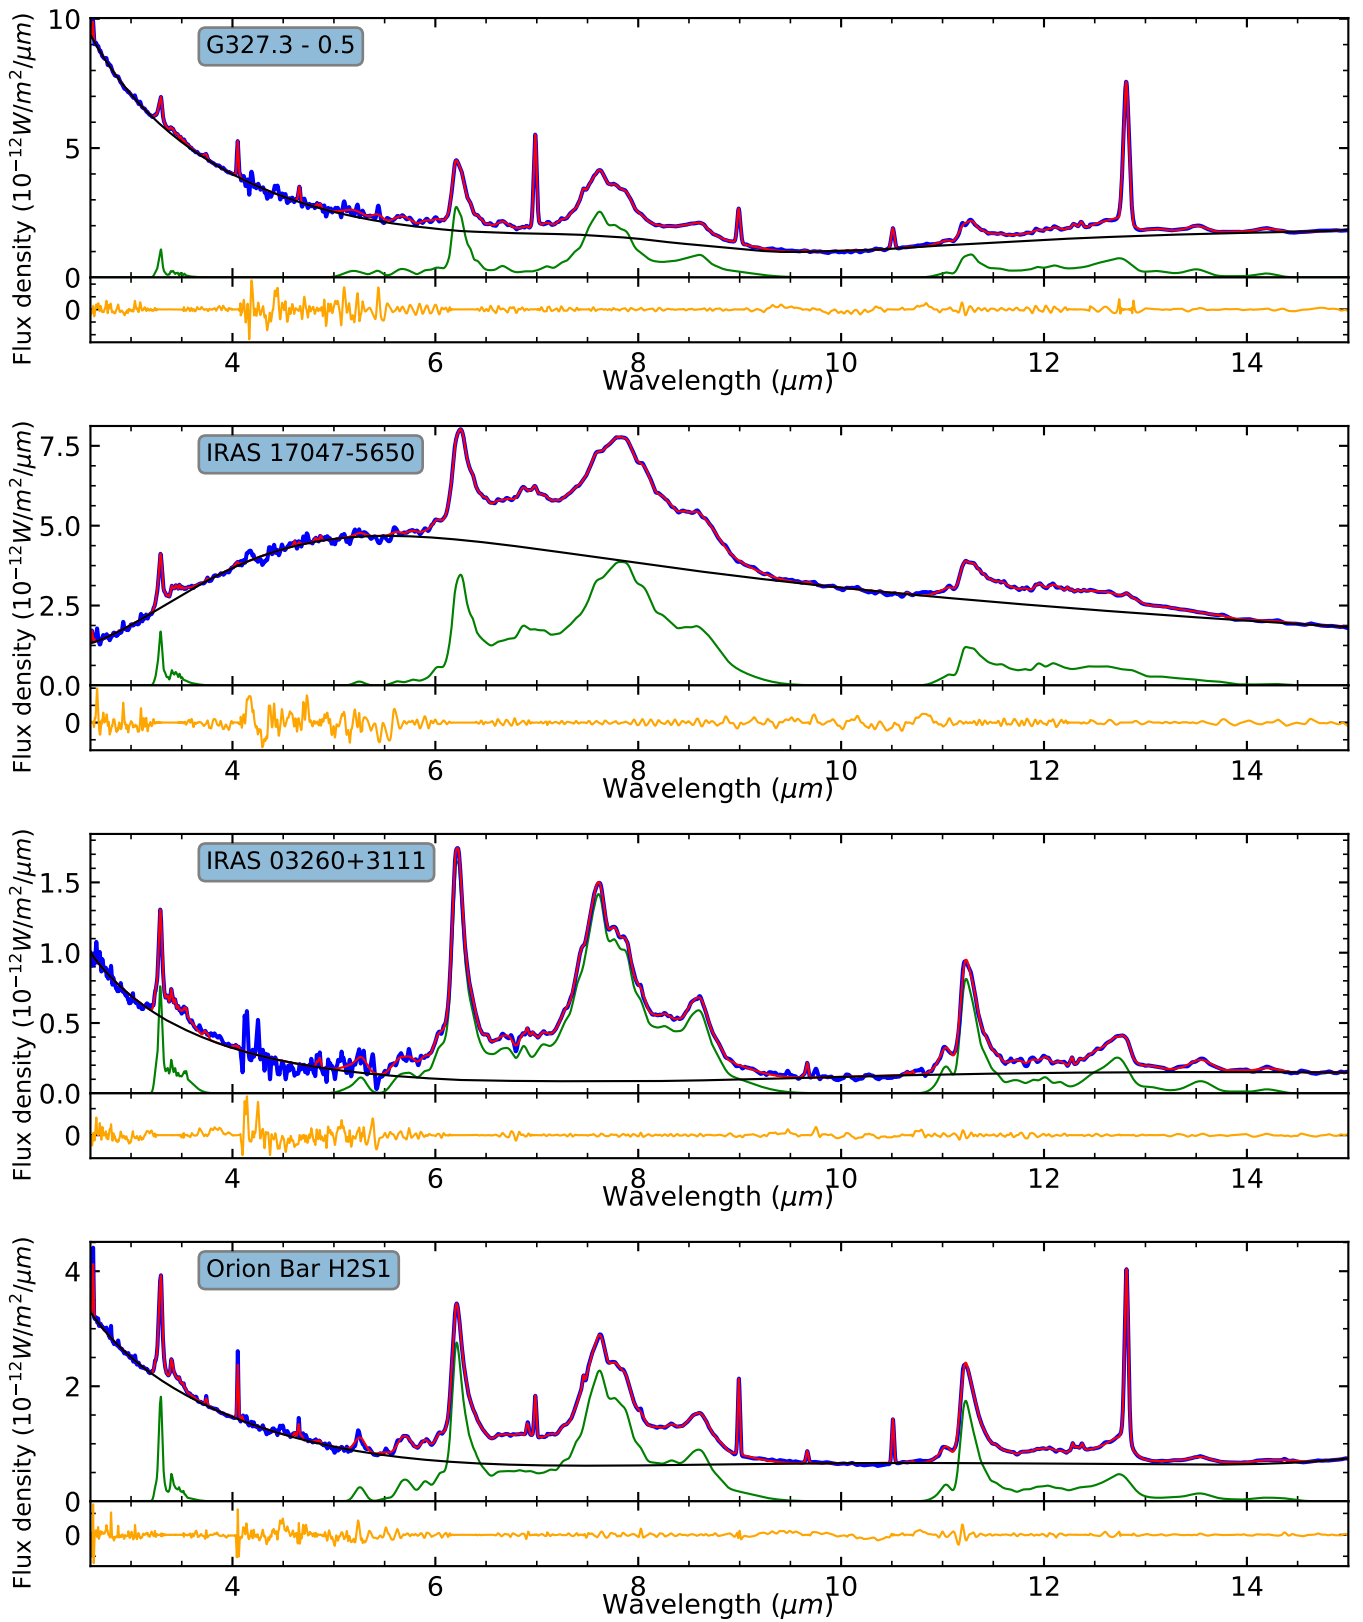 10
5
0
0
Flux density (10⁻¹²W/m²/μm)
G327.3 - 0.5
4 6 8 10 12 14
Wavelength (μm)
7.5
5.0
2.5
0.0
0
Flux density (10⁻¹²W/m²/μm)
IRAS 17047-5650
4 6 8 10 12 14
Wavelength (μm)
1.5
1.0
0.5
0.0
0
Flux density (10⁻¹²W/m²/μm)
IRAS 03260+3111
4 6 8 10 12 14
Wavelength (μm)
4
2
0
0
Flux density (10⁻¹²W/m²/μm)
Orion Bar H2S1
4 6 8 10 12 14
Wavelength (μm)